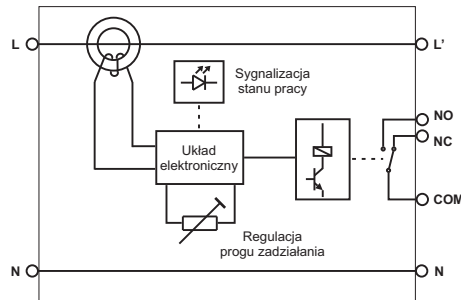 L
L'
Sygnalizacja
stanu pracy
NO
NC
Układ
elektroniczny
COM
Regulacja
progu zadziałania
N
N